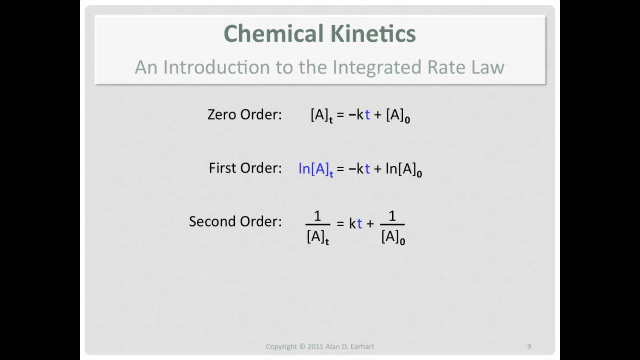 Chemical Kinetics
An Introduction to the Integrated Rate Law
Zero Order: [A]t = −kt + [A]0
First Order: ln[A]t = −kt + ln[A]0
Second Order: 1/[A]t = kt + 1/[A]0
Copyright © 2015 Alan D. Earhart 9